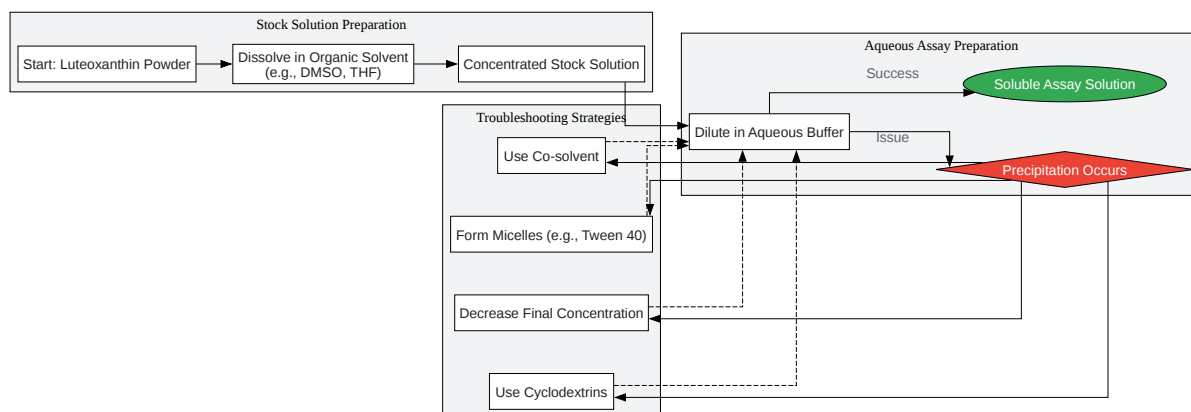 Stock Solution Preparation
Start: Luteoxanthin Powder
Dissolve in Organic Solvent
(e.g., DMSO, THF)
Concentrated Stock Solution
Aqueous Assay Preparation
Success
Soluble Assay Solution
Dilute in Aqueous Buffer
Issue
Precipitation Occurs
Troubleshooting Strategies
Use Co-solvent
Form Micelles (e.g., Tween 40)
Decrease Final Concentration
Use Cyclodextrins